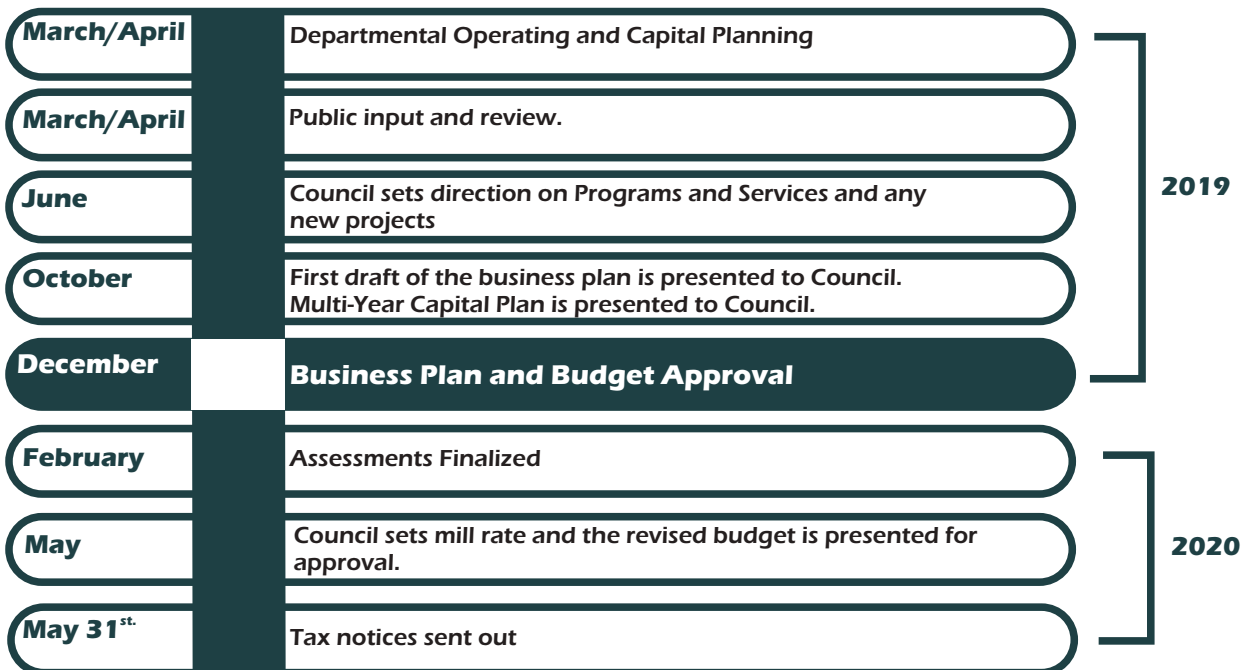 March/April
Departmental Operating and Capital Planning
March/April
Public input and review.
June
Council sets direction on Programs and Services and any
new projects
October
First draft of the business plan is presented to Council.
Multi-Year Capital Plan is presented to Council.
2019
December
Business Plan and Budget Approval
February
Assessments Finalized
May
Council sets mill rate and the revised budget is presented for
approval.
2020
May 31st.
Tax notices sent out